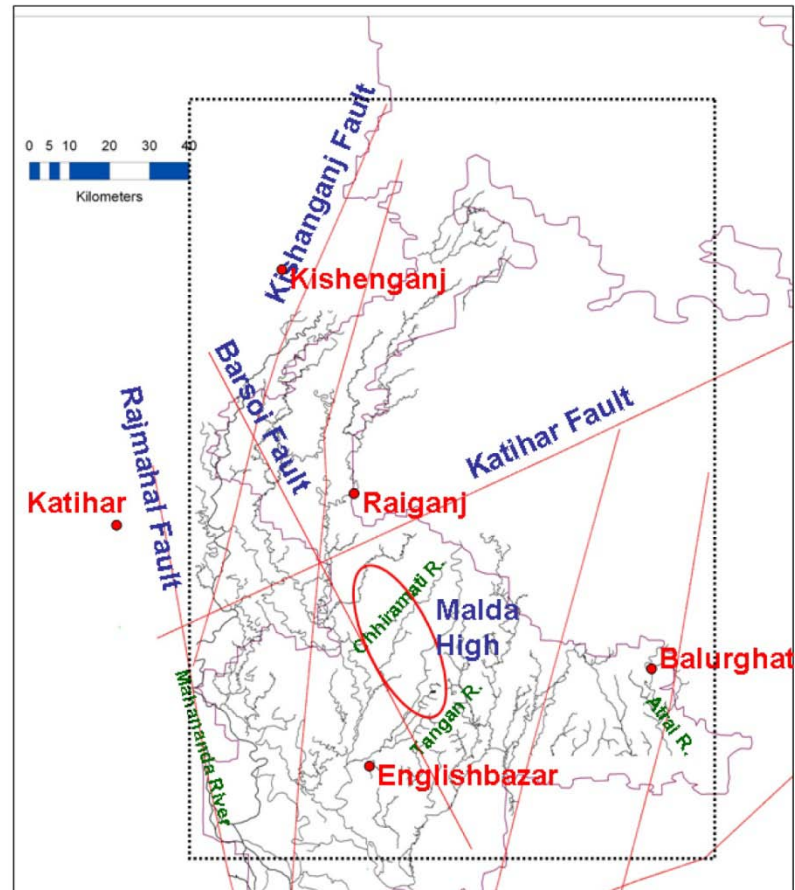 0 5 10 20 30 40
Kilometers
Kishanganj Fault
Kishenganj
Barsoi Fault
Rajmahal Fault
Katihar Fault
Katihar
Raiganj
Chhiramati R.
Malda
High
Balurghat
Mahananda River
Tangan R.
Atrai R.
Englishbazar